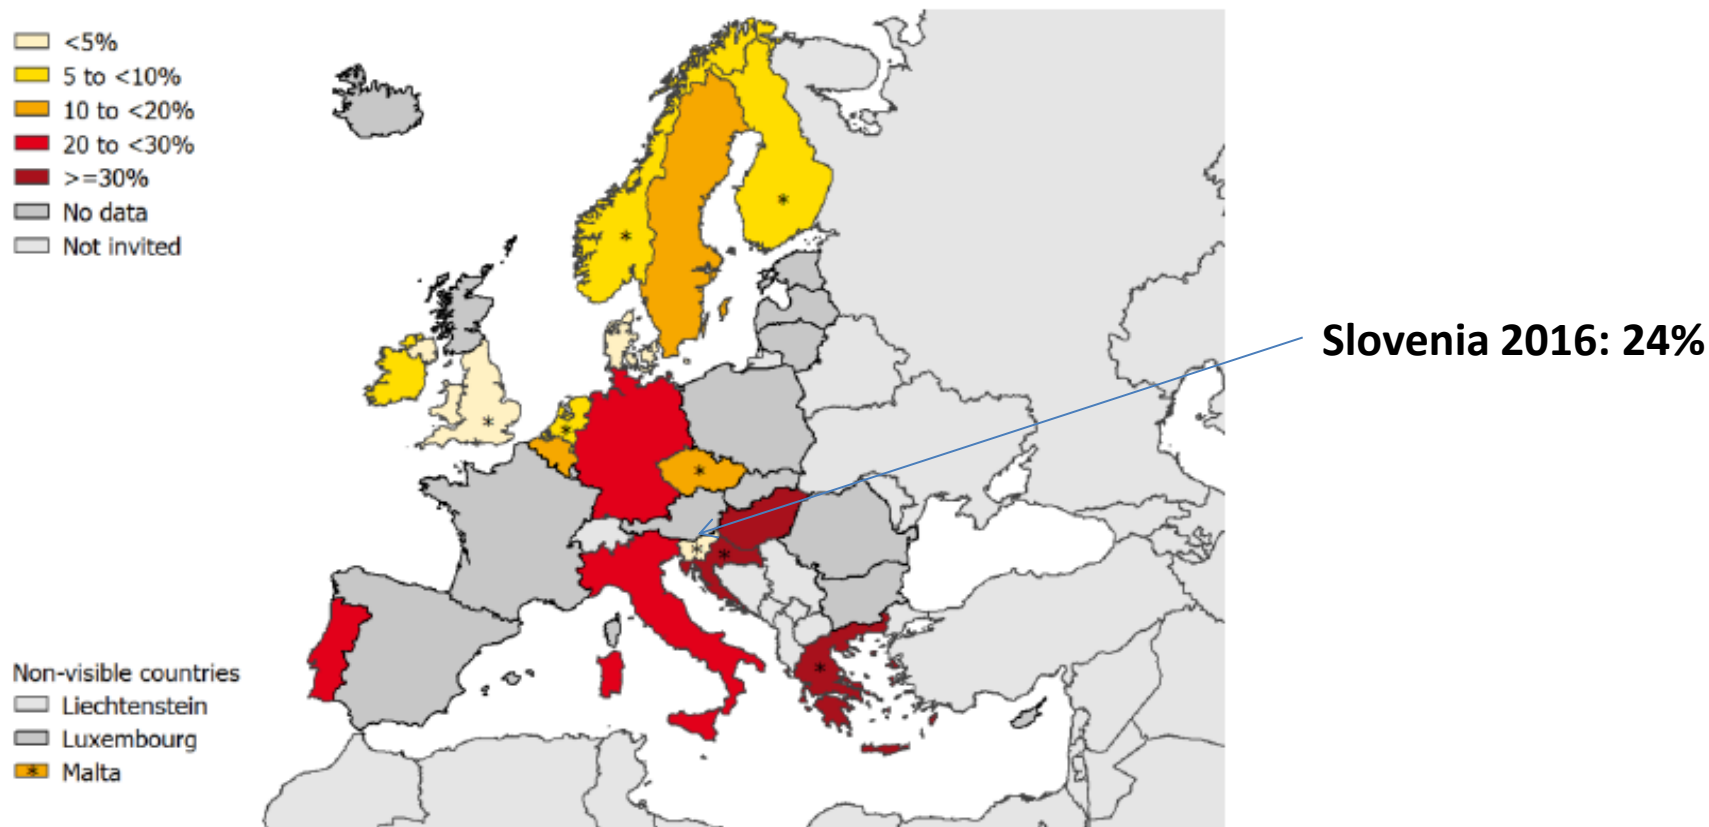 <5%
5 to <10%
10 to <20%
20 to <30%
>=30%
No data
Not invited
Slovenia 2016: 24%
Non-visible countries
Liechtenstein
Luxembourg
* Malta